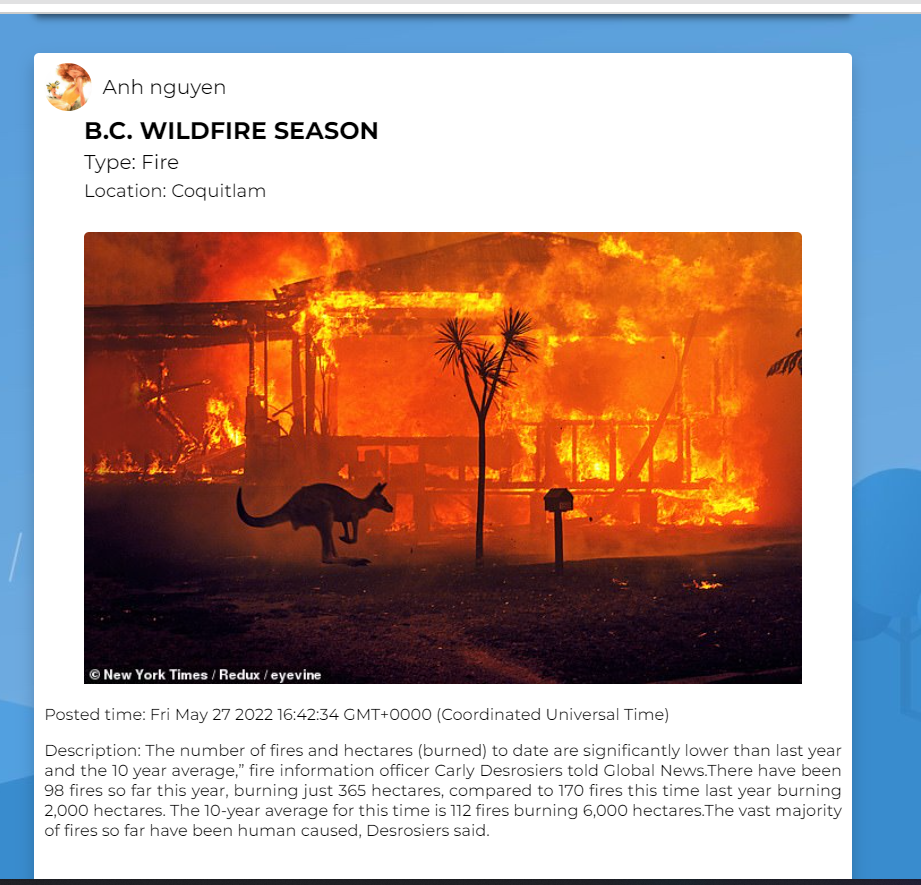 Anh nguyen
B.C. WILDFIRE SEASON
Type: Fire
Location: Coquitlam
© New York Times / Redux / eyevine
Posted time: Fri May 27 2022 16:42:34 GMT+0000 (Coordinated Universal Time)
Description: The number of fires and hectares (burned) to date are significantly lower than last year
and the 10 year average,” fire information officer Carly Desrosiers told Global News.There have been
98 fires so far this year, burning just 365 hectares, compared to 170 fires this time last year burning
2,000 hectares. The 10-year average for this time is 112 fires burning 6,000 hectares.The vast majority
of fires so far have been human caused, Desrosiers said.